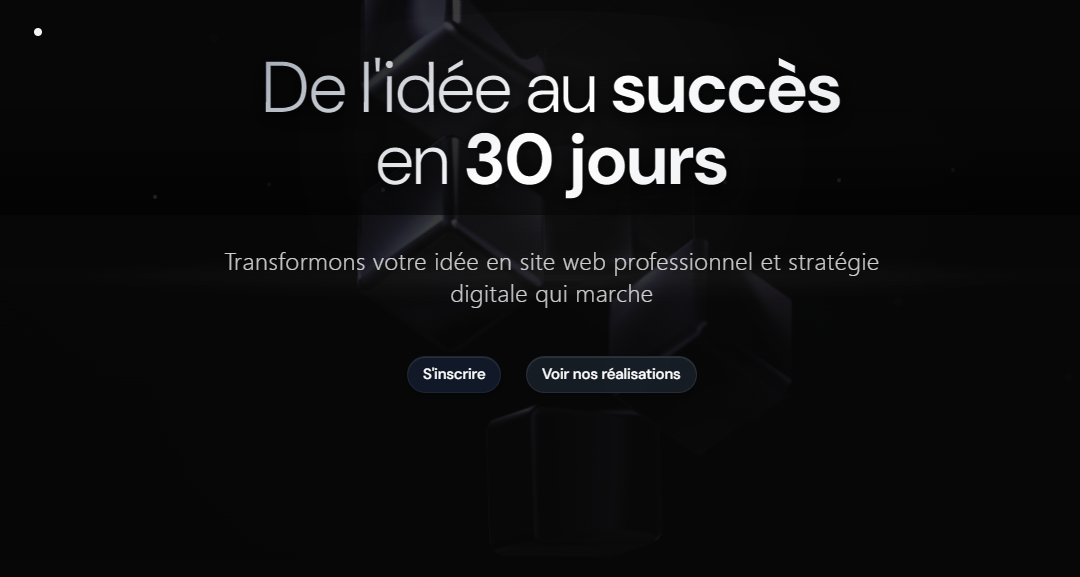 De l'idée au succès
en 30 jours
Transformons votre idée en site web professionnel et stratégie
digitale qui marche
S'inscrire
Voir nos réalisations